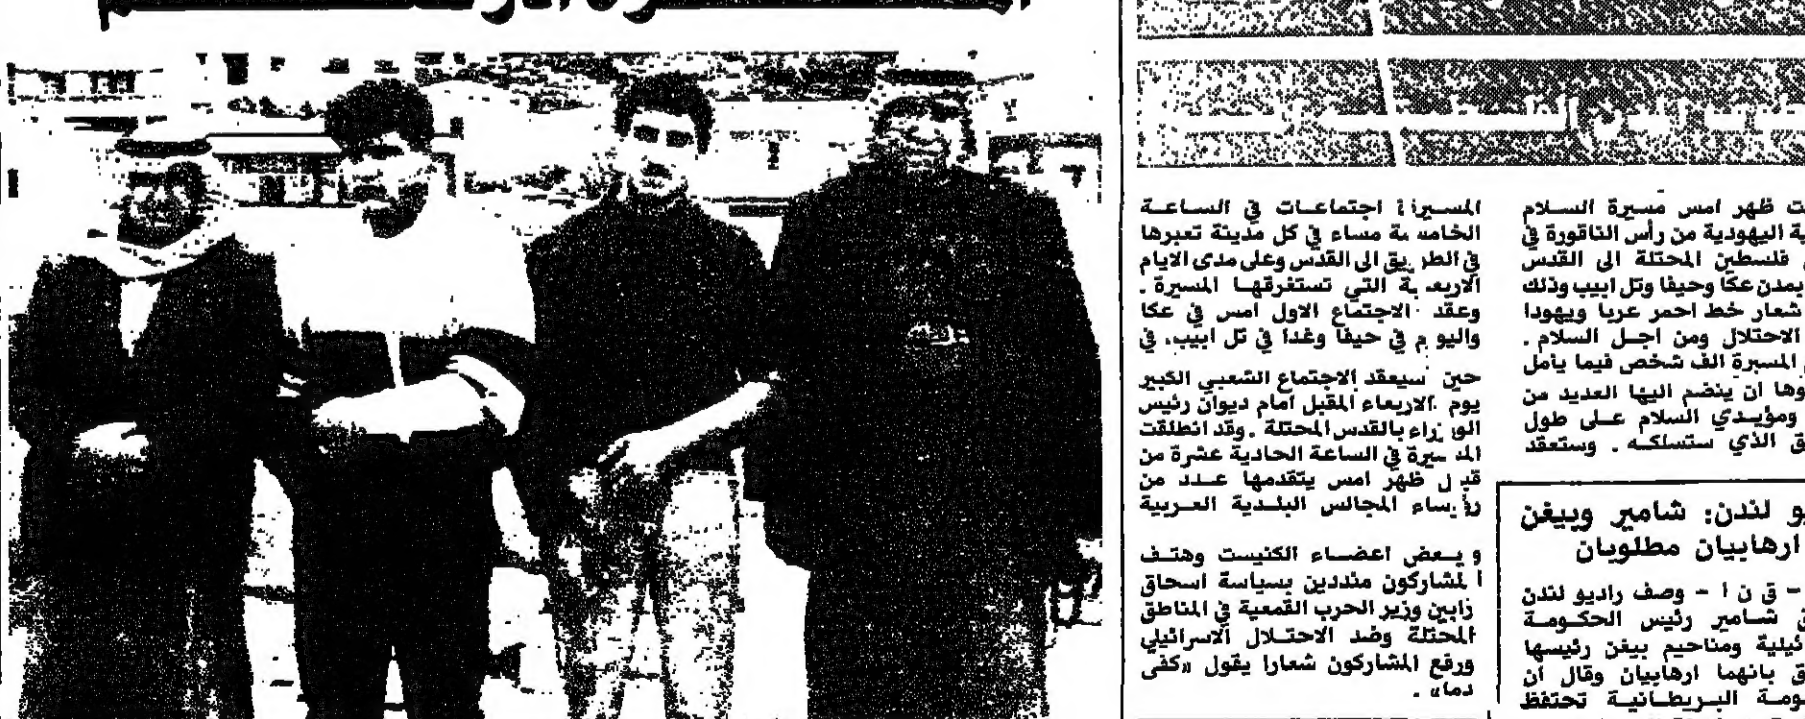 تطوف المدن الفلسطينية المحتلة
ظهر امس مسيرة السلام
اليهودية من رأس الناقورة في
فلسطين المحتلة الى القدس
بمدن عكا وحيفا وتل ابيب وذلك
شعار خط احمر عربا ويهودا
الاحتلال ومن اجل السلام .
المسيرة الف شخص فيما يأمل
ان ينضم اليها العديد من
ومؤيدي السلام على طول
الذي ستسلكه . وستعقد
المسيرة اجتماعات في الساعة
الخامسة مساء في كل مدينة تعبرها
في الطريق الى القدس وعلى مدى الايام
الاربعة التي تستغرقها المسيرة .
وعقد الاجتماع الاول امس في عكا
واليوم في حيفا وغدا في تل ابيب، في
حين سيعقد الاجتماع الشعبي الكبير
يوم الاربعاء المقبل امام ديوان رئيس
الوزراء بالقدس المحتلة . وقد انطلقت
المسيرة في الساعة الحادية عشرة من
قبل ظهر امس يتقدمها عدد من
رؤساء المجالس البلدية العربية
وبعض اعضاء الكنيست وهتف
المشاركون منددين بسياسة اسحاق
رابين وزير الحرب القمعية في المناطق
المحتلة وضد الاحتلال الاسرائيلي
ورفع المشاركون شعارا يقول «كفى
دما» .
لندن: شامير وبيغن
ارهابيان مطلوبان
- ق ن ا - وصف راديو لندن
شامير رئيس الحكومة
ومناحيم بيغن رئيسها
بانهما ارهابيان وقال ان
البريطانية تحتفظ